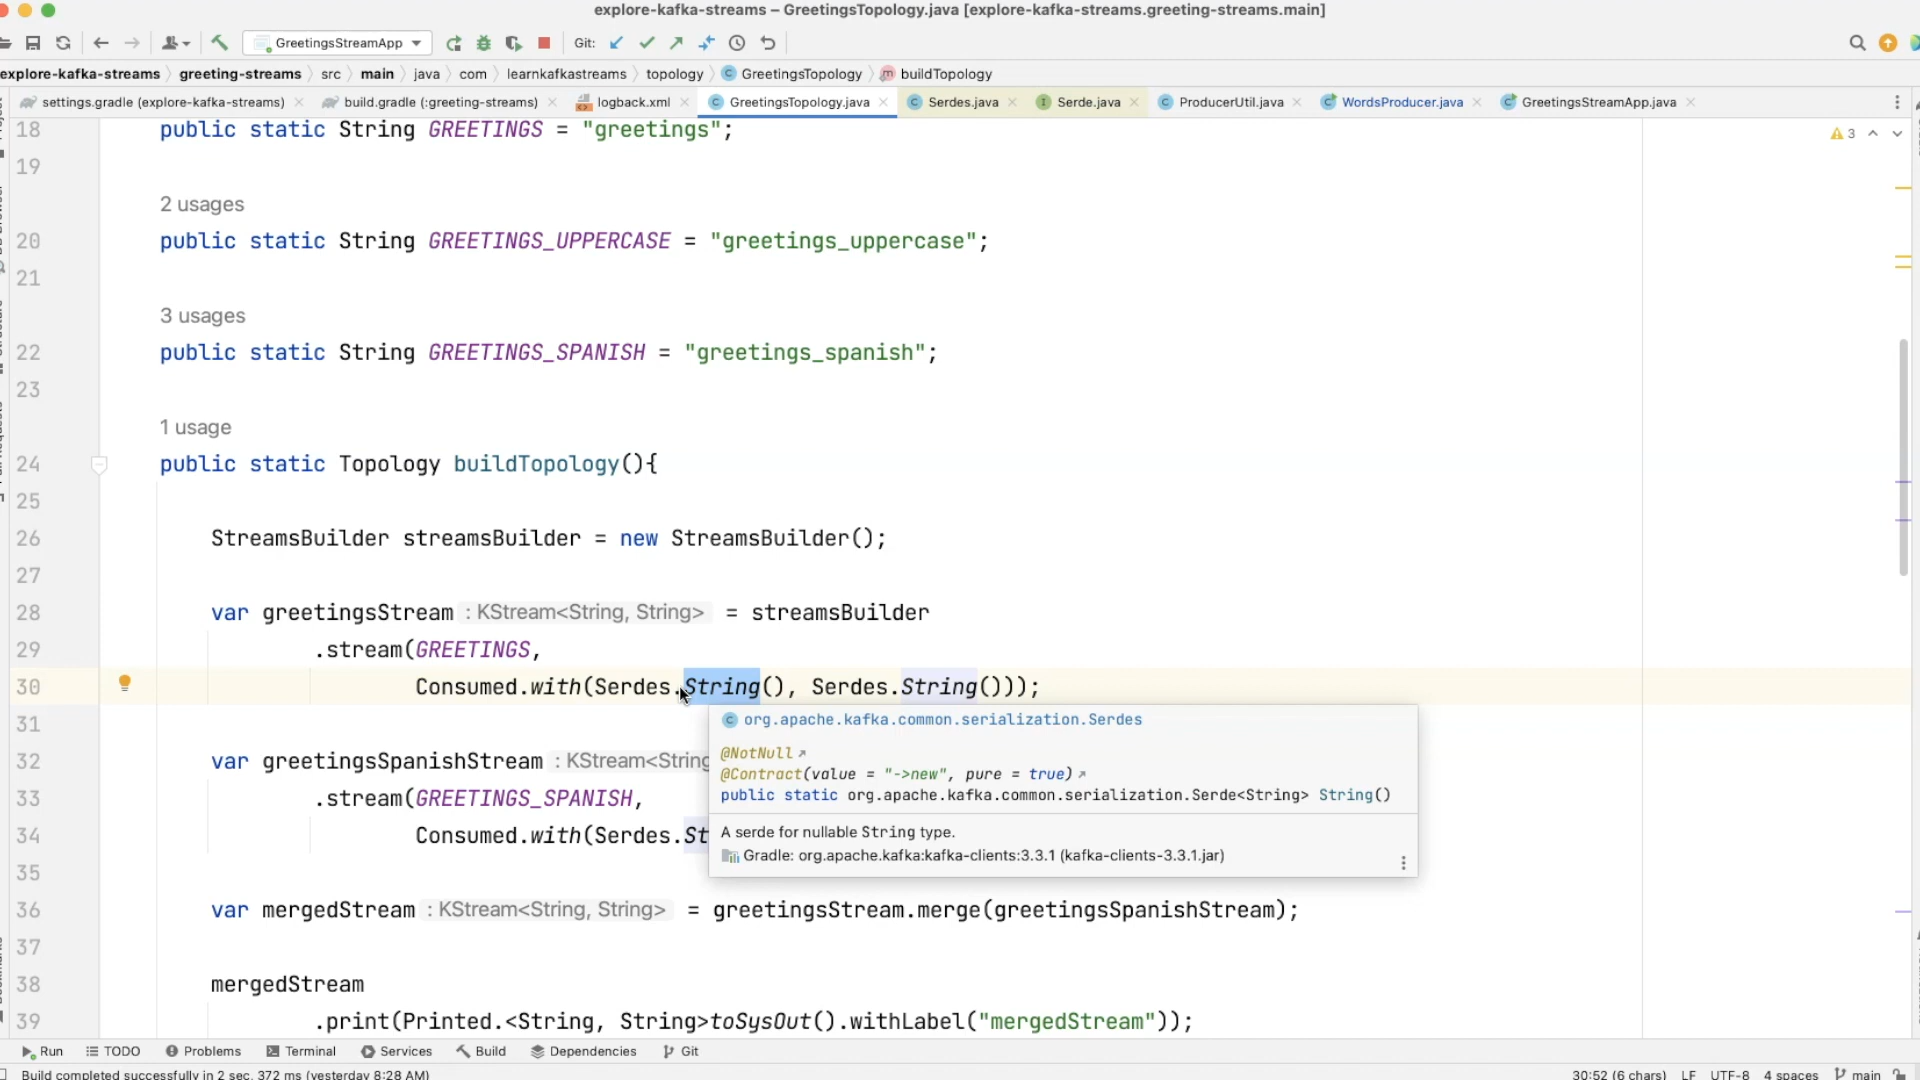 explore-kafka-streams – GreetingsTopology.java [explore-kafka-streams.greeting-streams.main]
GreetingsStreamApp Git:
explore-kafka-streams greeting-streams src main java com learnkafkastreams topology GreetingsTopology buildTopology
settings.gradle (explore-kafka-streams) build.gradle (:greeting-streams) logback.xml GreetingsTopology.java Serdes.java Serde.java ProducerUtil.java WordsProducer.java GreetingsStreamApp.java
18 public static String GREETINGS = "greetings"; 3
19
2 usages
20 public static String GREETINGS_UPPERCASE = "greetings_uppercase";
21
3 usages
22 public static String GREETINGS_SPANISH = "greetings_spanish";
23
1 usage
24 public static Topology buildTopology(){
25
26 StreamsBuilder streamsBuilder = new StreamsBuilder();
27
28 var greetingsStream : KStream<String, String> = streamsBuilder
29 .stream(GREETINGS,
30 Consumed.with(Serdes.String(), Serdes.String()));
31
org.apache.kafka.common.serialization.Serdes
32 var greetingsSpanishStream : KStream<String
@NotNull
@Contract(value = "->new", pure = true)
33 .stream(GREETINGS_SPANISH,
public static org.apache.kafka.common.serialization.Serde<String> String()
34 Consumed.with(Serdes.St
A serde for nullable String type.
Gradle: org.apache.kafka:kafka-clients:3.3.1 (kafka-clients-3.3.1.jar)
35
36 var mergedStream : KStream<String, String> = greetingsStream.merge(greetingsSpanishStream);
37
38 mergedStream
39 .print(Printed.<String, String>toSysOut().withLabel("mergedStream"));
Run TODO Problems Terminal Services Build Dependencies Git
Build completed successfully in 2 sec, 372 ms (yesterday 8:28 AM) 30:52 (6 chars) LF UTF-8 4 spaces main